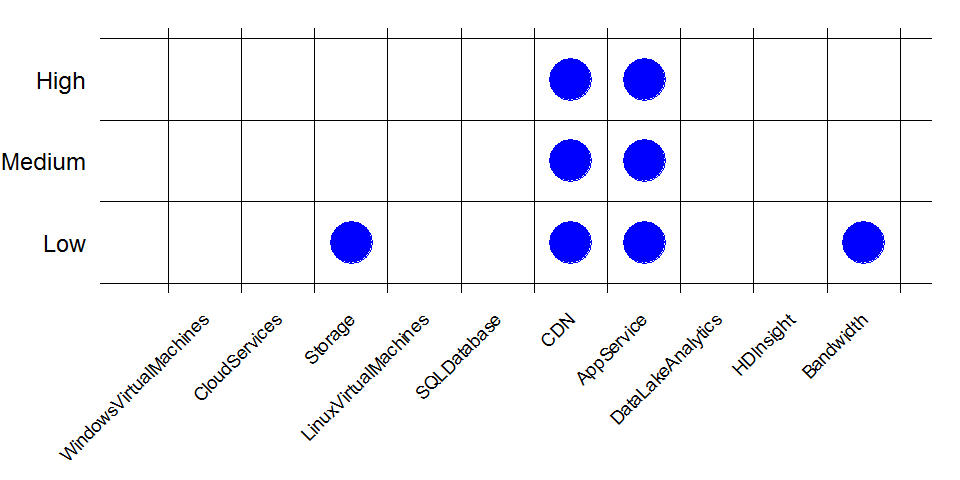 High
Medium
Low
WindowsVirtualMachines
CloudServices
Storage
LinuxVirtualMachines
SQLDatabase
CDN
AppService
DataLakeAnalytics
HDInsight
Bandwidth